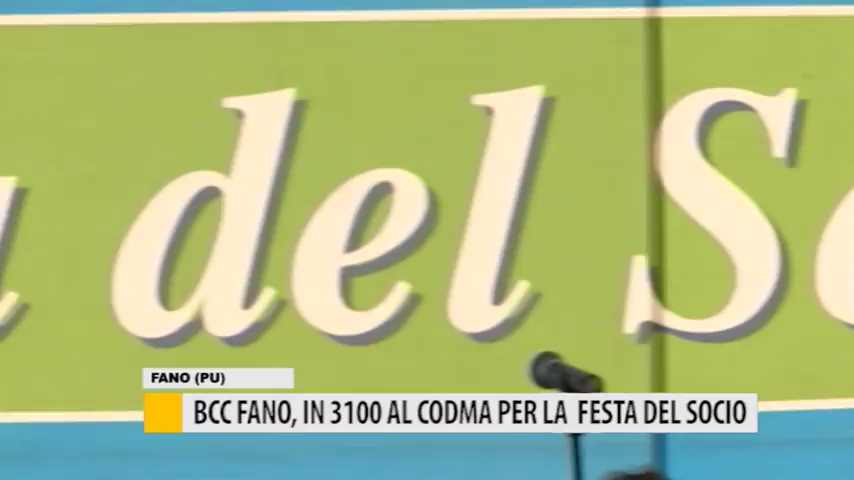 a del So
FANO (PU)
BCC FANO, IN 3100 AL CODMA PER LA FESTA DEL SOCIO